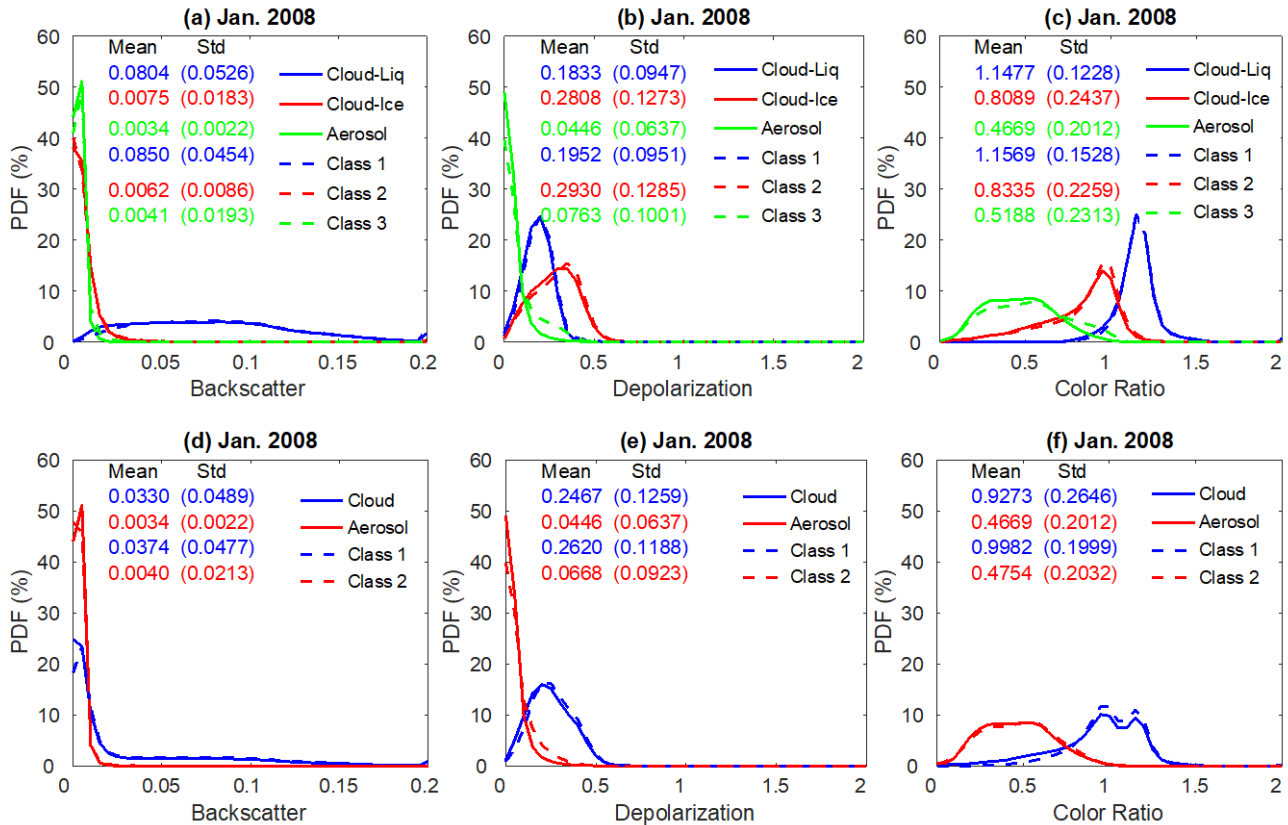 (a) Jan. 2008
Mean Std
0.0804 (0.0526) Cloud-Liq
0.0075 (0.0183) Cloud-Ice
0.0034 (0.0022) Aerosol
0.0850 (0.0454) Class 1
0.0062 (0.0086) Class 2
0.0041 (0.0193) Class 3
PDF (%)
60
50
40
30
20
10
0
0 0.05 0.1 0.15 0.2
Backscatter
(b) Jan. 2008
Mean Std
0.1833 (0.0947) Cloud-Liq
0.2808 (0.1273) Cloud-Ice
0.0446 (0.0637) Aerosol
0.1952 (0.0951) Class 1
0.2930 (0.1285) Class 2
0.0763 (0.1001) Class 3
PDF (%)
60
50
40
30
20
10
0
0 0.5 1 1.5 2
Depolarization
(c) Jan. 2008
Mean Std
1.1477 (0.1228) Cloud-Liq
0.8089 (0.2437) Cloud-Ice
0.4669 (0.2012) Aerosol
1.1569 (0.1528) Class 1
0.8335 (0.2259) Class 2
0.5188 (0.2313) Class 3
PDF (%)
60
50
40
30
20
10
0
0 0.5 1 1.5 2
Color Ratio
(d) Jan. 2008
Mean Std
0.0330 (0.0489) Cloud
0.0034 (0.0022) Aerosol
0.0374 (0.0477) Class 1
0.0040 (0.0213) Class 2
PDF (%)
60
50
40
30
20
10
0
0 0.05 0.1 0.15 0.2
Backscatter
(e) Jan. 2008
Mean Std
0.2467 (0.1259) Cloud
0.0446 (0.0637) Aerosol
0.2620 (0.1188) Class 1
0.0668 (0.0923) Class 2
PDF (%)
60
50
40
30
20
10
0
0 0.5 1 1.5 2
Depolarization
(f) Jan. 2008
Mean Std
0.9273 (0.2646) Cloud
0.4669 (0.2012) Aerosol
0.9982 (0.1999) Class 1
0.4754 (0.2032) Class 2
PDF (%)
60
50
40
30
20
10
0
0 0.5 1 1.5 2
Color Ratio